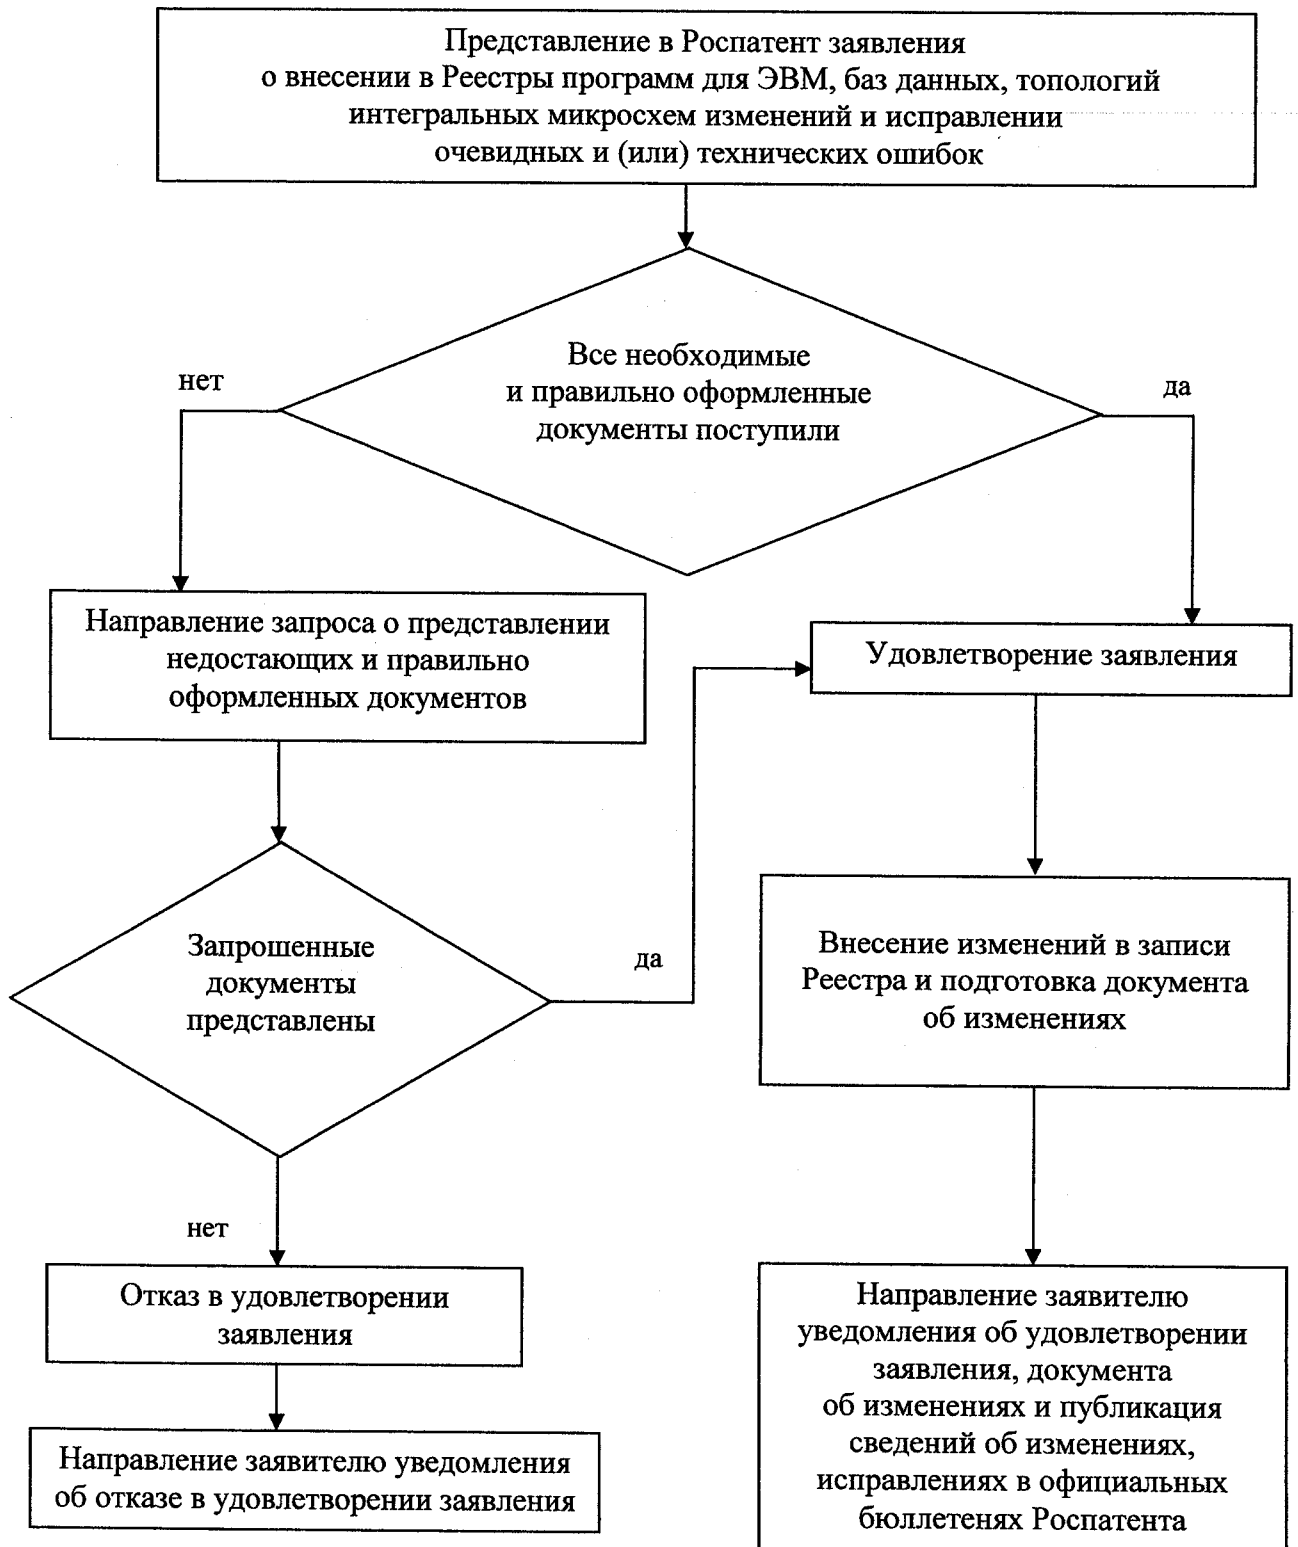 Представление в Роспатент заявления
о внесении в Реестры программ для ЭВМ, баз данных, топологий
интегральных микросхем изменений и исправлении
очевидных и (или) технических ошибок
Все необходимые
и правильно оформленные
документы поступили
нет
да
Направление запроса о представлении
недостающих и правильно
оформленных документов
Удовлетворение заявления
Запрошенные
документы
представлены
да
Внесение изменений в записи
Реестра и подготовка документа
об изменениях
нет
Отказ в удовлетворении
заявления
Направление заявителю уведомления
об отказе в удовлетворении заявления
Направление заявителю
уведомления об удовлетворении
заявления, документа
об изменениях и публикация
сведений об изменениях,
исправлениях в официальных
бюллетенях Роспатента